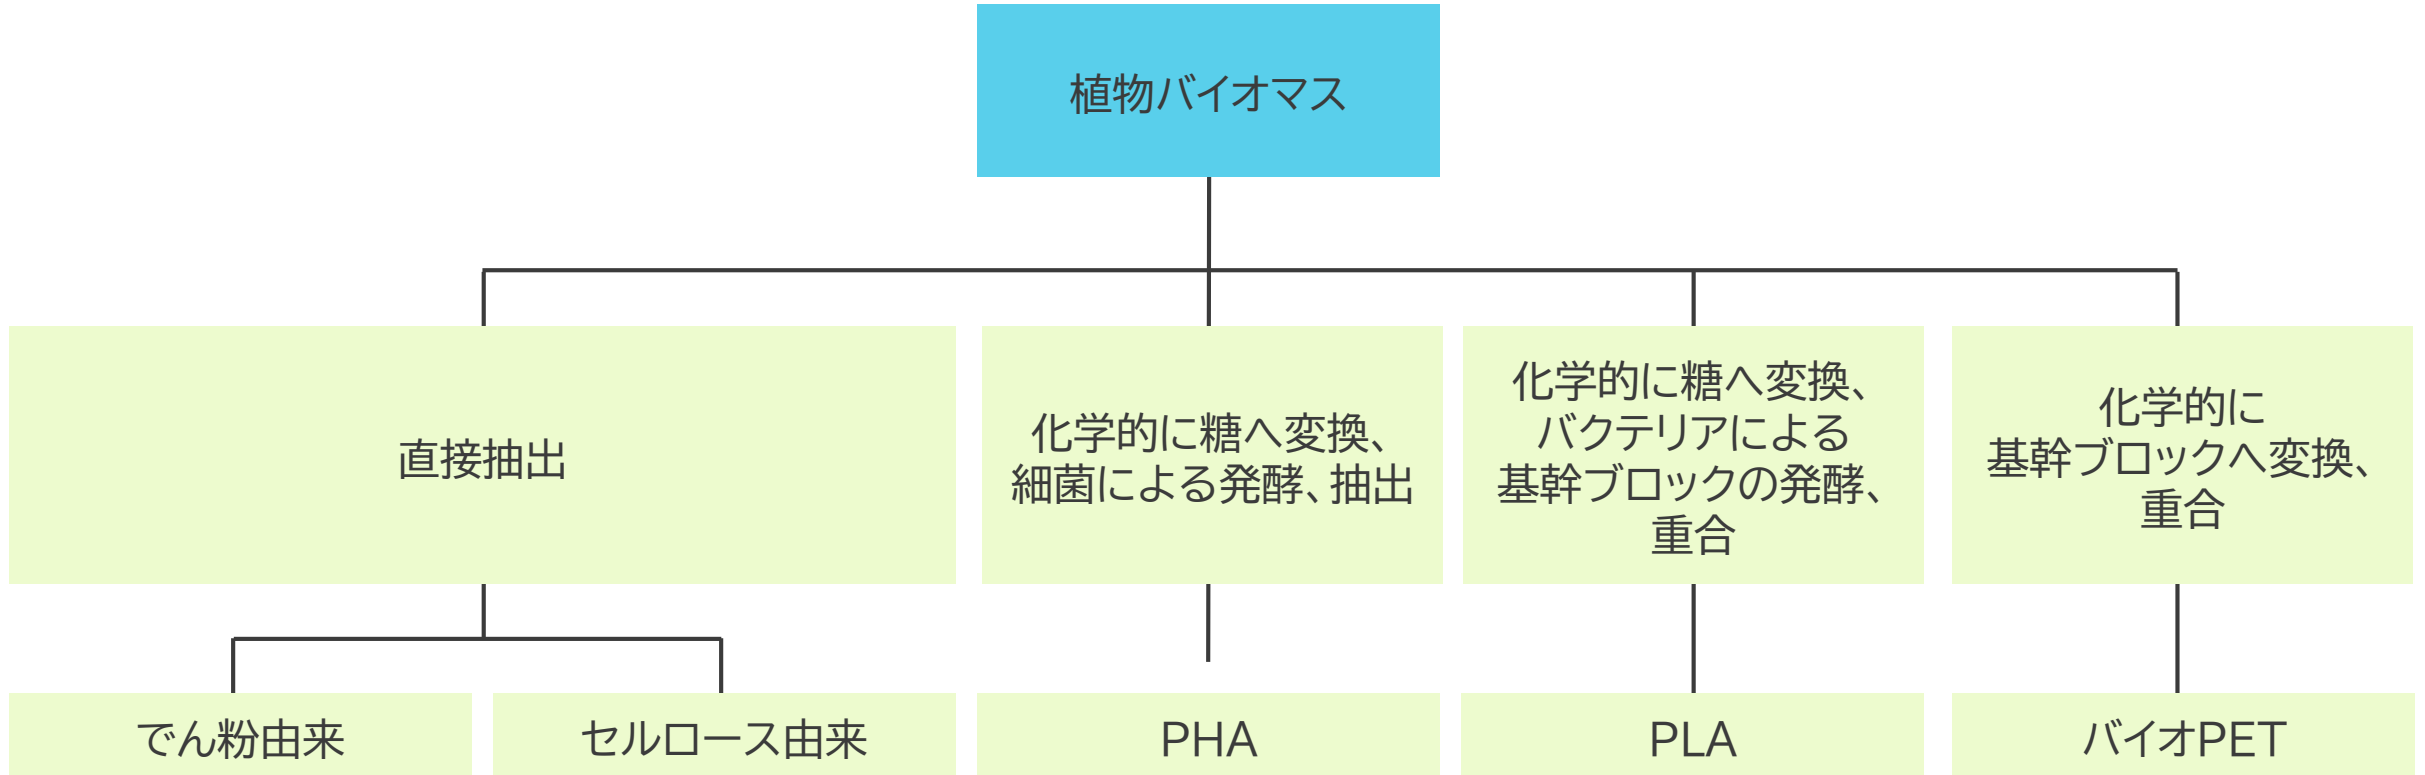 植物バイオマス
直接抽出
化学的に糖へ変換、
細菌による発酵、抽出
化学的に糖へ変換、
バクテリアによる
基幹ブロックの発酵、
重合
化学的に
基幹ブロックへ変換、
重合
でん粉由来
セルロース由来
PHA
PLA
バイオPET